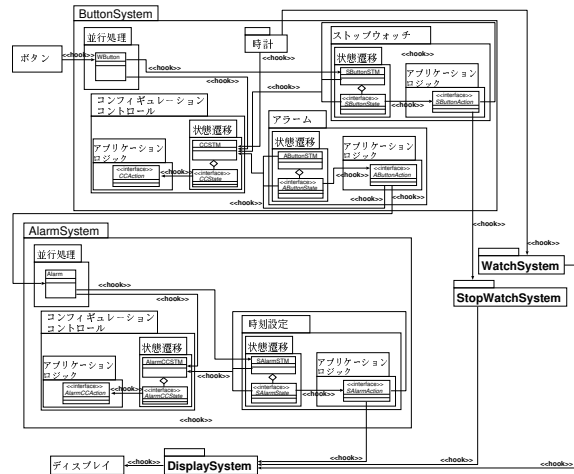 ButtonSystem
並行処理
<<hook>>
WButton
ボタン
時計
<<hook>>
<<hook>>
ストップウォッチ
状態遷移
<<hook>>
SButtonSTM
アプリケーション
ロジック
<<interface>>
SButtonState
<<hook>>
<<interface>>
SButtonAction
<<hook>>
<<hook>>
コンフィギュレーション
コントロール
状態遷移
CCSTM
アプリケーション
ロジック
<<interface>>
CCAction
<<hook>>
<<interface>>
CCState
<<hook>>
アラーム
状態遷移
AButtonSTM
アプリケーション
ロジック
<<interface>>
AButtonState
<<hook>>
<<interface>>
AButtonAction
<<hook>>
<<hook>>
<<hook>>
<<hook>>
AlarmSystem
並行処理
Alarm
<<hook>>
WatchSystem
StopWatchSystem
<<hook>>
コンフィギュレーション
コントロール
状態遷移
AlarmCCSTM
アプリケーション
ロジック
<<interface>>
AlarmCCAction
<<hook>>
<<interface>>
AlarmCCState
時刻設定
状態遷移
<<hook>>
SAlarmSTM
アプリケーション
ロジック
<<interface>>
SAlarmState
<<hook>>
<<interface>>
SAlarmAction
<<hook>>
<<hook>>
<<hook>>
<<hook>>
ディスプレイ
<<hook>>
DisplaySystem
<<hook>>